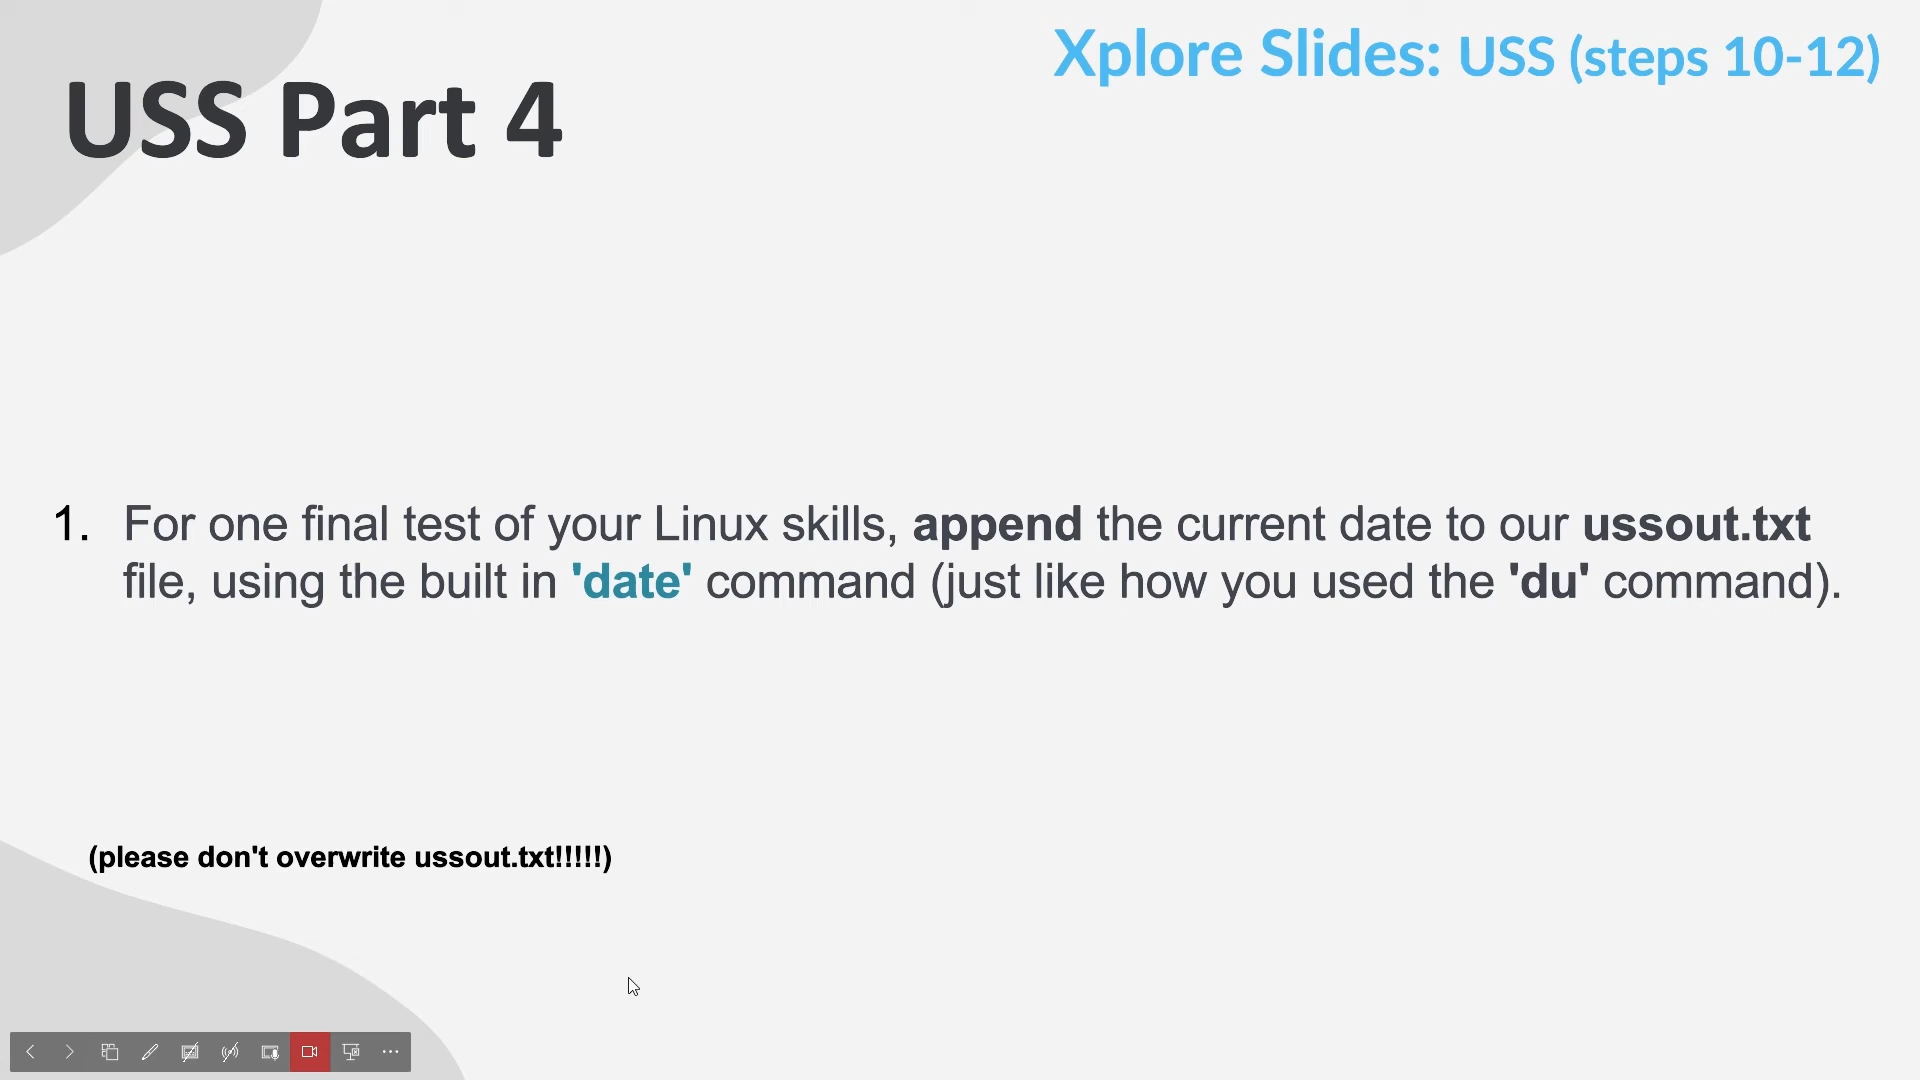 Xplore Slides: USS (steps 10-12)
USS Part 4
1. For one final test of your Linux skills, append the current date to our ussout.txt
file, using the built in 'date' command (just like how you used the 'du' command).
(please don't overwrite ussout.txt!!!!!)